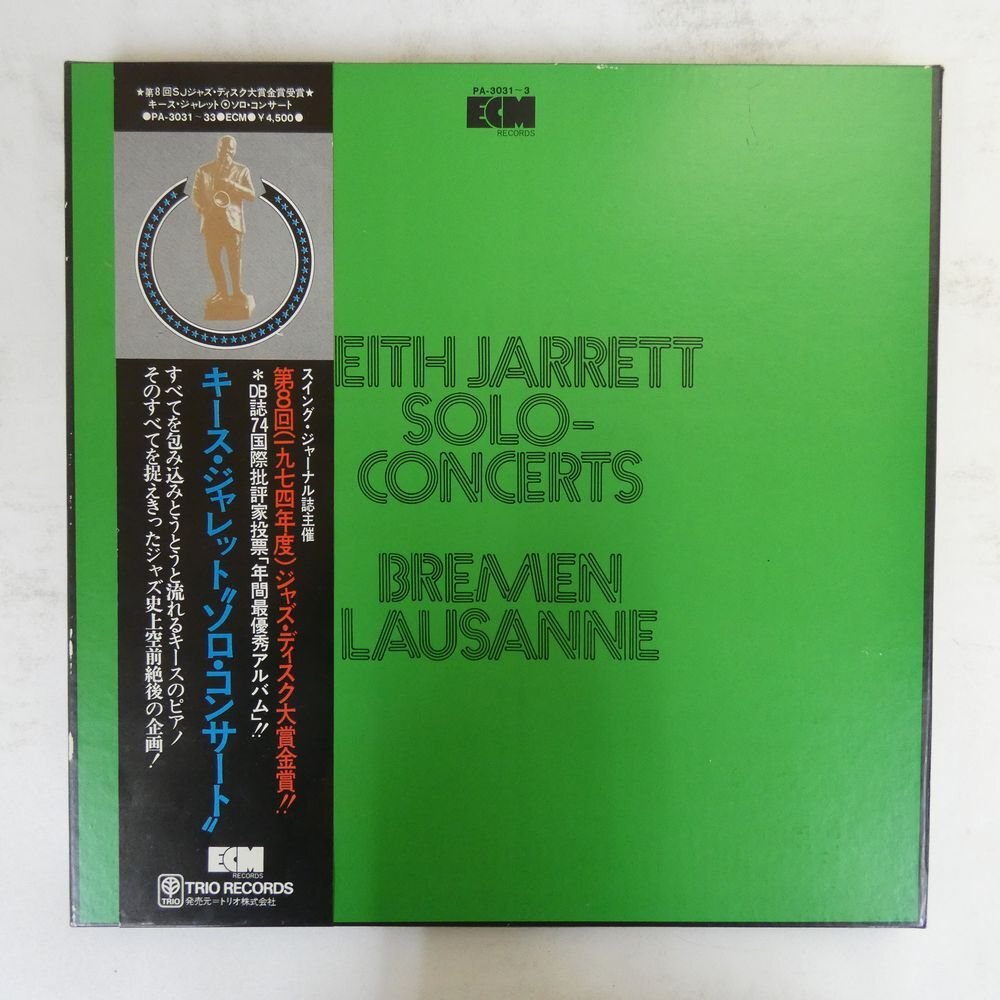 ★第8回SJジャズ・ディスク大賞金賞受賞★
キース・ジャレット⦿ソロ・コンサート
●PA-3031～33●ECM●￥4,500●
スイング・ジャーナル誌・主催
第8回(一九七四年度)ジャズ・ディスク大賞金賞!!
＊DB誌74国際批評家投票「年間最優秀アルバム」!!
キース・ジャレット〝ソロ・コンサート〟
すべてを包み込みとうとうと流れるキースのピアノ
そのすべてを捉えきったジャズ史上空前絶後の企画！
ECM
RECORDS
TRIO
TRIO RECORDS
発売元＝トリオ株式会社
PA-3031～3
ECM
RECORDS
EITH JARRETT
SOLO-
CONCERTS
BREMEN
LAUSANNE